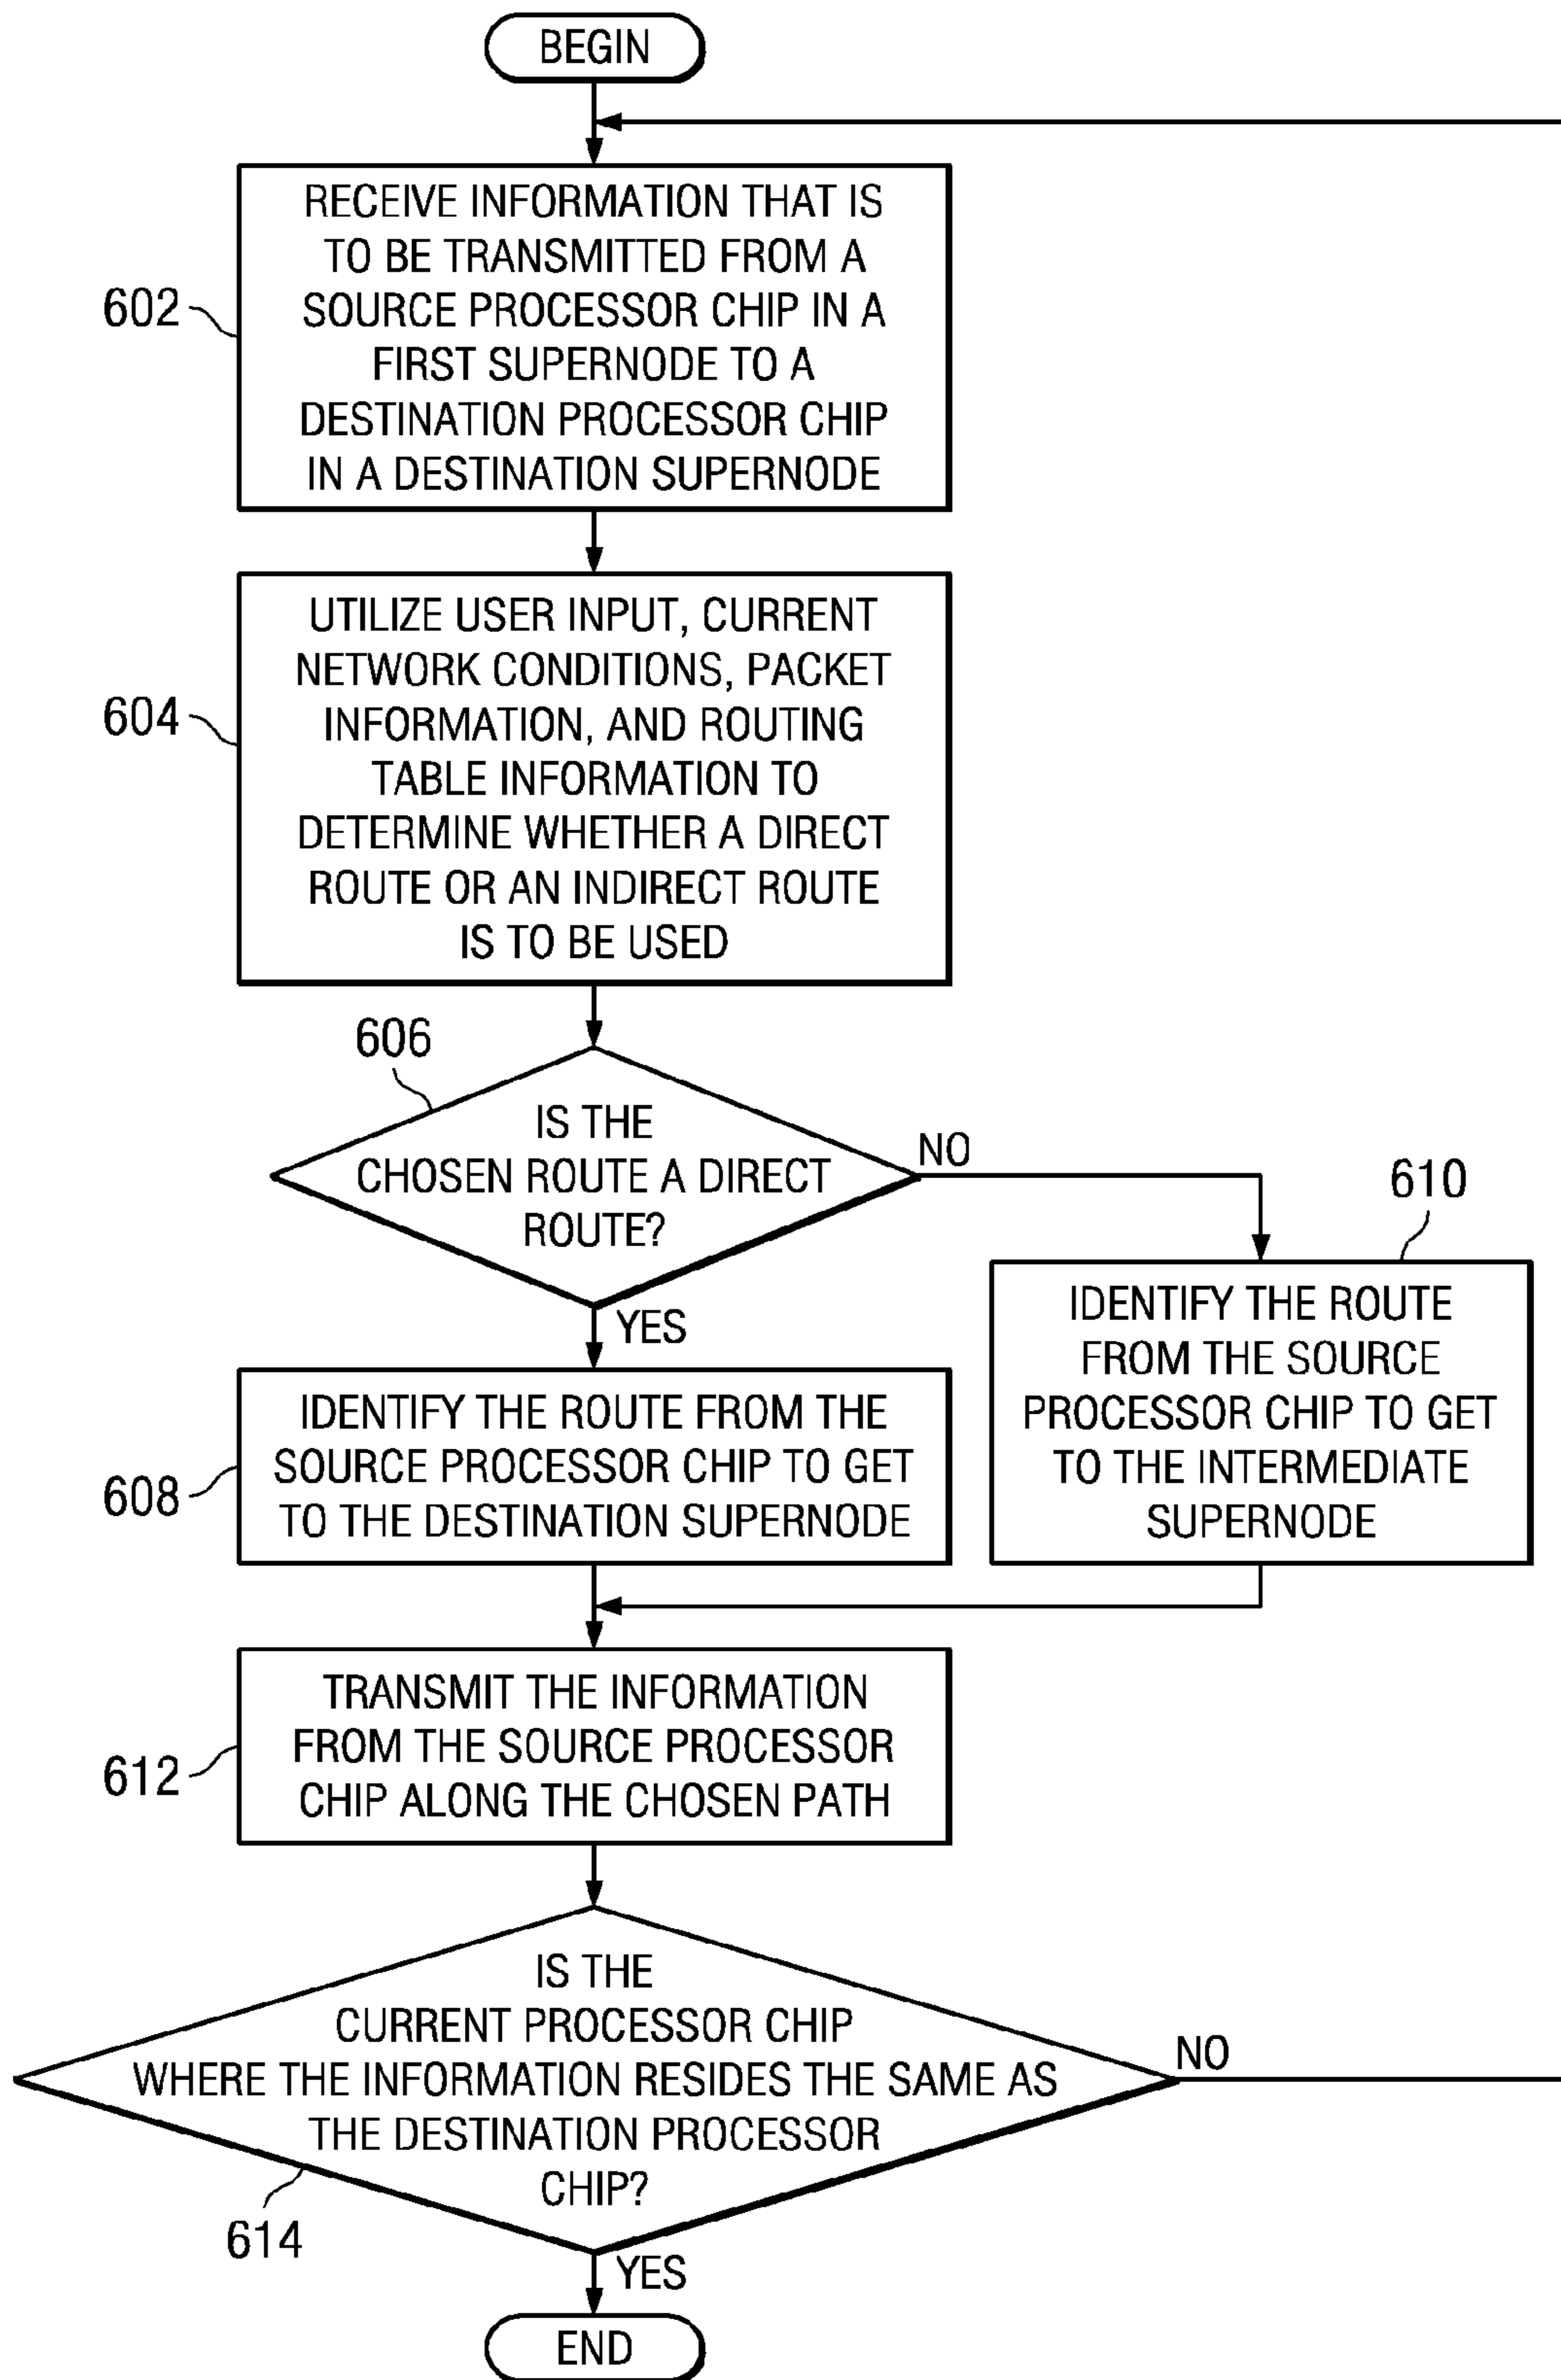 BEGIN
RECEIVE INFORMATION THAT IS
TO BE TRANSMITTED FROM A
SOURCE PROCESSOR CHIP IN A
FIRST SUPERNODE TO A
DESTINATION PROCESSOR CHIP
IN A DESTINATION SUPERNODE
602
UTILIZE USER INPUT, CURRENT
NETWORK CONDITIONS, PACKET
INFORMATION, AND ROUTING
TABLE INFORMATION TO
DETERMINE WHETHER A DIRECT
ROUTE OR AN INDIRECT ROUTE
IS TO BE USED
604
606
IS THE
CHOSEN ROUTE A DIRECT
ROUTE?
NO
YES
610
IDENTIFY THE ROUTE
FROM THE SOURCE
PROCESSOR CHIP TO GET
TO THE INTERMEDIATE
SUPERNODE
IDENTIFY THE ROUTE FROM THE
SOURCE PROCESSOR CHIP TO GET
TO THE DESTINATION SUPERNODE
608
TRANSMIT THE INFORMATION
FROM THE SOURCE PROCESSOR
CHIP ALONG THE CHOSEN PATH
612
IS THE
CURRENT PROCESSOR CHIP
WHERE THE INFORMATION RESIDES THE SAME AS
THE DESTINATION PROCESSOR
CHIP?
NO
614
YES
END